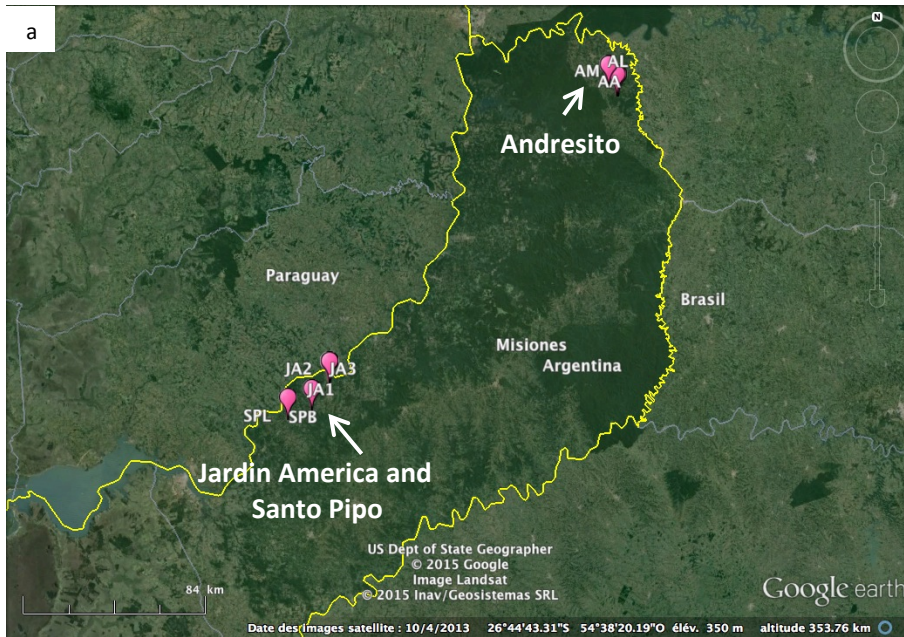 a
N
AM AL
AA
Andresito
Paraguay
Brasil
Misiones
Argentina
JA2 JA3
JA1
SPL SPB
Jardin America and
Santo Pipo
US Dept of State Geographer
© 2015 Google
Image Landsat
© 2015 Inav/Geosistemas SRL
84 km
Google earth
Date des images satellite : 10/4/2013 26°44'43.31"S 54°38'20.19"O élév. 350 m altitude 353.76 km